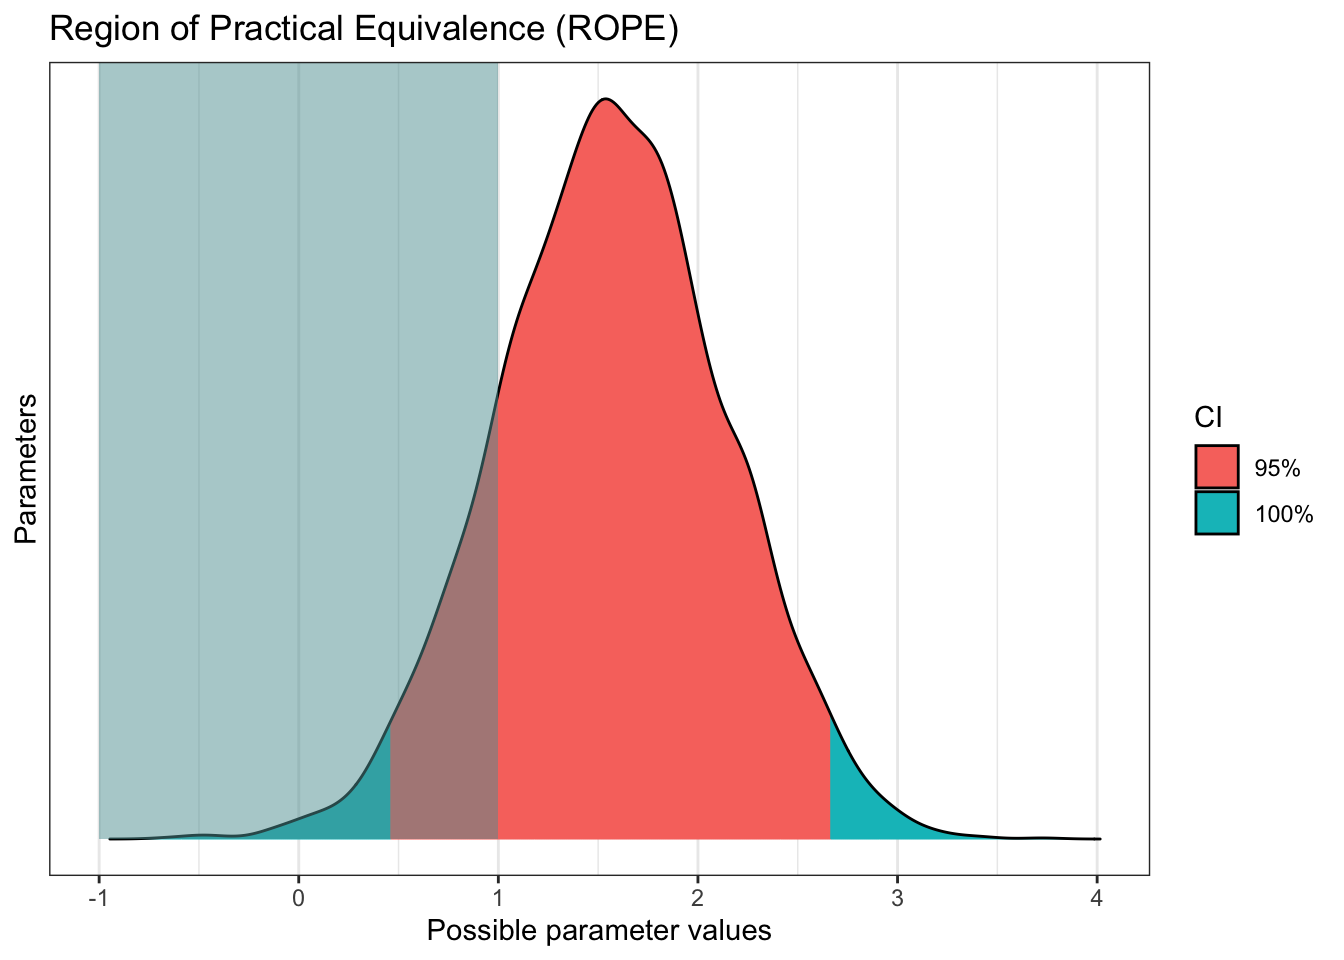 Region of Practical Equivalence (ROPE)
Parameters
CI
95%
100%
-1 0 1 2 3 4
Possible parameter values